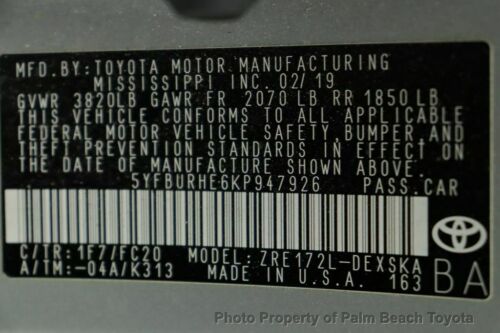 MFD.BY:TOYOTA MOTOR MANUFACTURING
MISSISSIPPI INC. 02/19
GVWR 3820LB GAWR FR 2070 LB RR 1850 LB
THIS VEHICLE CONFORMS TO ALL APPLICABLE
FEDERAL MOTOR VEHICLE SAFETY, BUMPER, AND
THEFT PREVENTION STANDARDS IN EFFECT ON
THE DATE OF MANUFACTURE SHOWN ABOVE.
5YFBURHE6KP947926 PASS.CAR
TOYOTA
C/TR: 1F7/FC20 MODEL: ZRE172L-DEXSKA
A/TM: -04A/K313 MADE IN U.S.A. 163 BA
Photo Property of Palm Beach Toyota